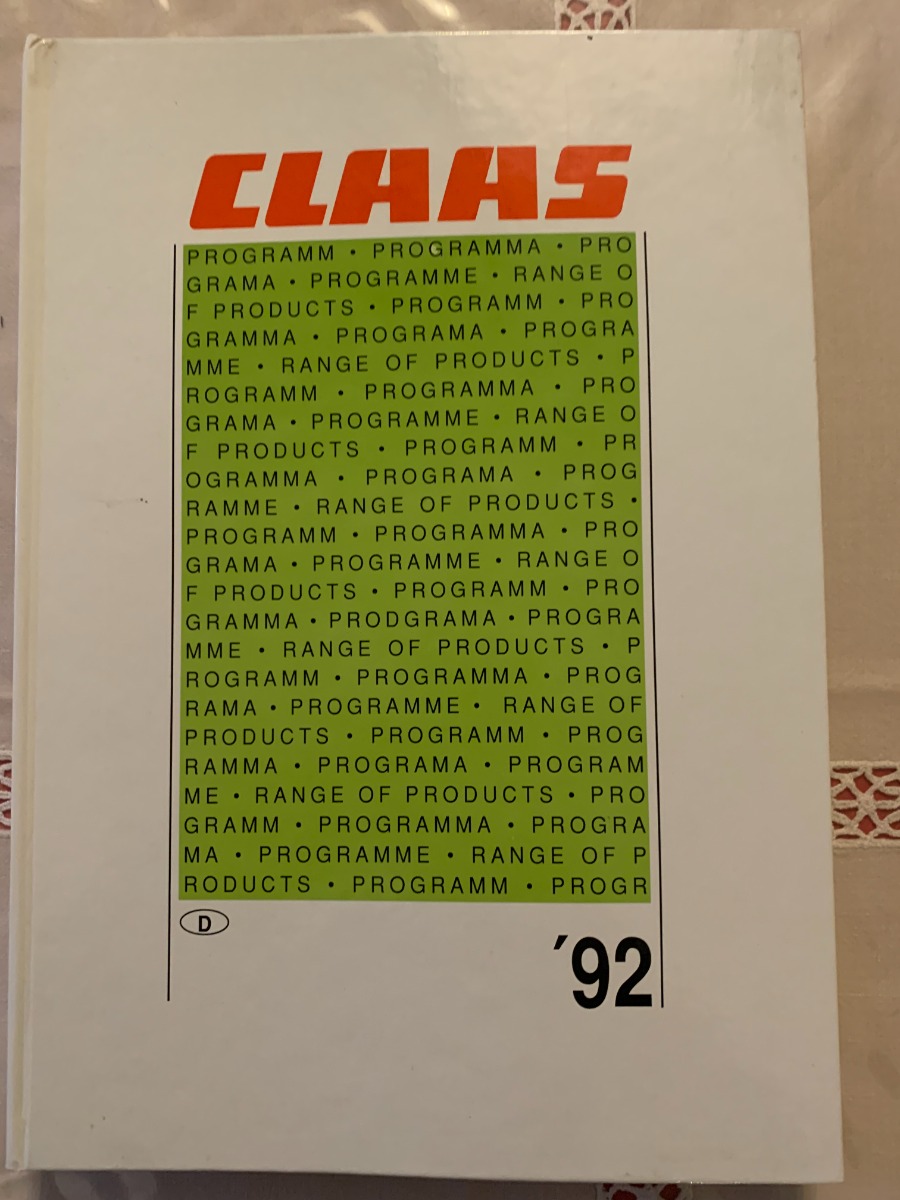 CLAAS
PROGRAMM • PROGRAMMA • PRO
GRAMA • PROGRAMME • RANGE O
F PRODUCTS • PROGRAMM • PRO
GRAMMA • PROGRAMA • PROGRA
MME • RANGE OF PRODUCTS • P
ROGRAMM • PROGRAMMA • PRO
GRAMA • PROGRAMME • RANGE O
F PRODUCTS • PROGRAMM • PR
OGRAMMA • PROGRAMA • PROG
RAMME • RANGE OF PRODUCTS •
PROGRAMM • PROGRAMMA • PRO
GRAMA • PROGRAMME • RANGE O
F PRODUCTS • PROGRAMM • PRO
GRAMMA • PRODGRAMA • PROGRA
MME • RANGE OF PRODUCTS • P
ROGRAMM • PROGRAMMA • PROG
RAMA • PROGRAMME • RANGE OF
PRODUCTS • PROGRAMM • PROG
RAMMA • PROGRAMA • PROGRAM
ME • RANGE OF PRODUCTS • PRO
GRAMM • PROGRAMMA • PROGRA
MA • PROGRAMME • RANGE OF P
RODUCTS • PROGRAMM • PROGR
D
'92